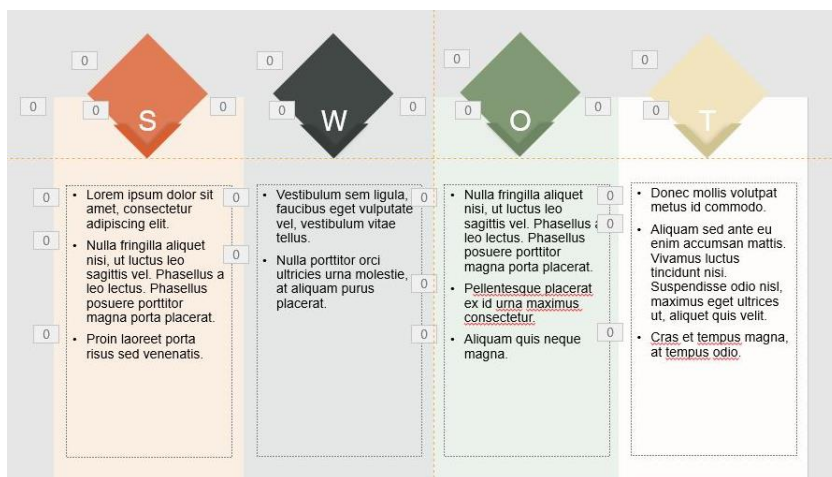 0
0
0
0
0
0
0
0
0
0
0
0
0
S
W
O
T
0
0
0
0
0
0
0
0
0
0
0
• Lorem ipsum dolor sit
amet, consectetur
adipiscing elit.
• Nulla fringilla aliquet
nisi, ut luctus leo
sagittis vel. Phasellus a
leo lectus. Phasellus
posuere porttitor
magna porta placerat.
• Proin laoreet porta
risus sed venenatis.
• Vestibulum sem ligula,
faucibus eget vulputate
vel, vestibulum vitae
tellus.
• Nulla porttitor orci
ultricies urna molestie,
at aliquam purus
placerat.
• Nulla fringilla aliquet
nisi, ut luctus leo
sagittis vel. Phasellus a
leo lectus. Phasellus
posuere porttitor
magna porta placerat.
• Pellentesque placerat
ex id urna maximus
consectetur.
• Aliquam quis neque
magna.
• Donec mollis volutpat
metus id commodo.
• Aliquam sed ante eu
enim accumsan mattis.
Vivamus luctus
tincidunt nisi.
Suspendisse odio nisl,
maximus eget ultrices
ut, aliquet quis velit.
• Cras et tempus magna,
at tempus odio.